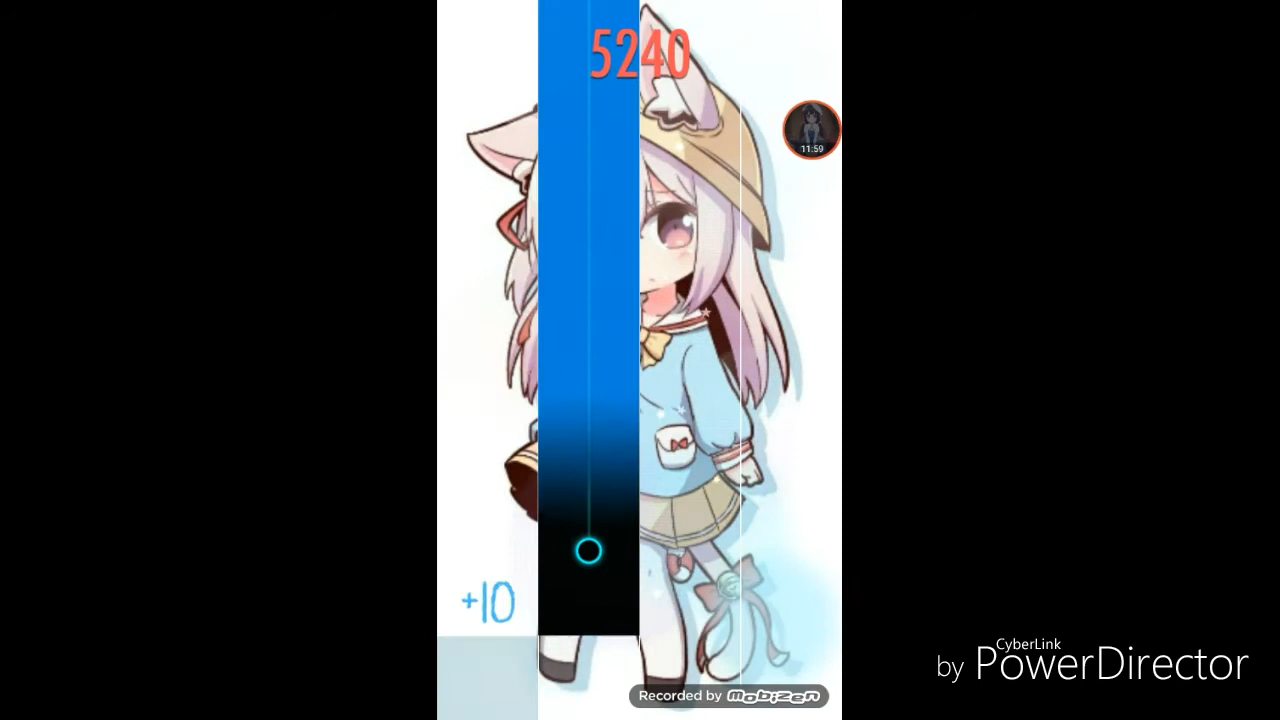 5240
11:59
+10
CyberLink
by PowerDirector
Recorded by Mobizen